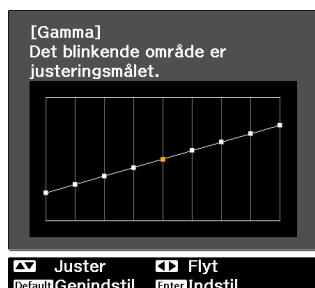 [Gamma]
Det blinkende område er
justeringsmålet.
Juster Flyt
Default Genindstil Enter Indstil